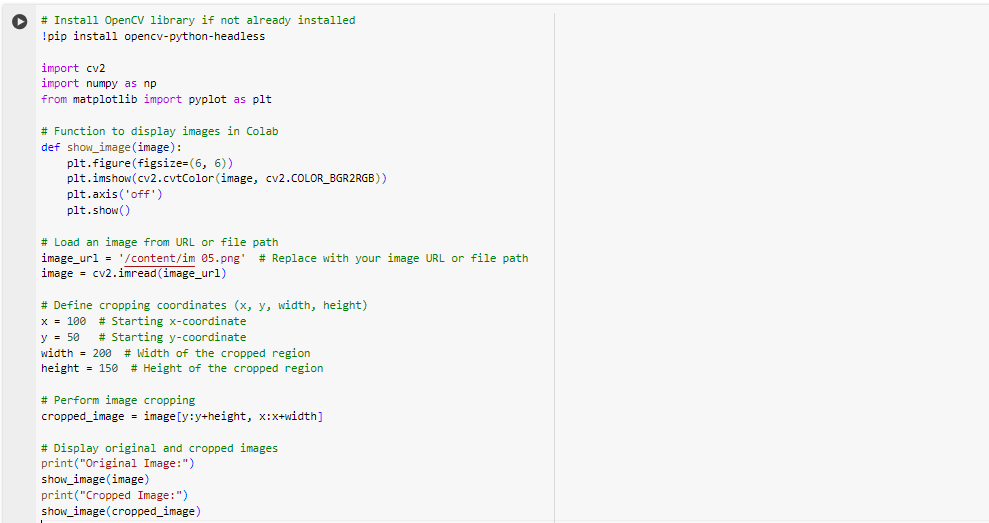 # Install OpenCV library if not already installed
!pip install opencv-python-headless
import cv2
import numpy as np
from matplotlib import pyplot as plt
# Function to display images in Colab
def show_image(image):
    plt.figure(figsize=(6, 6))
    plt.imshow(cv2.cvtColor(image, cv2.COLOR_BGR2RGB))
    plt.axis('off')
    plt.show()
# Load an image from URL or file path
image_url = '/content/im 05.png'  # Replace with your image URL or file path
image = cv2.imread(image_url)
# Define cropping coordinates (x, y, width, height)
x = 100  # Starting x-coordinate
y = 50   # Starting y-coordinate
width = 200  # Width of the cropped region
height = 150  # Height of the cropped region
# Perform image cropping
cropped_image = image[y:y+height, x:x+width]
# Display original and cropped images
print("Original Image:")
show_image(image)
print("Cropped Image:")
show_image(cropped_image)